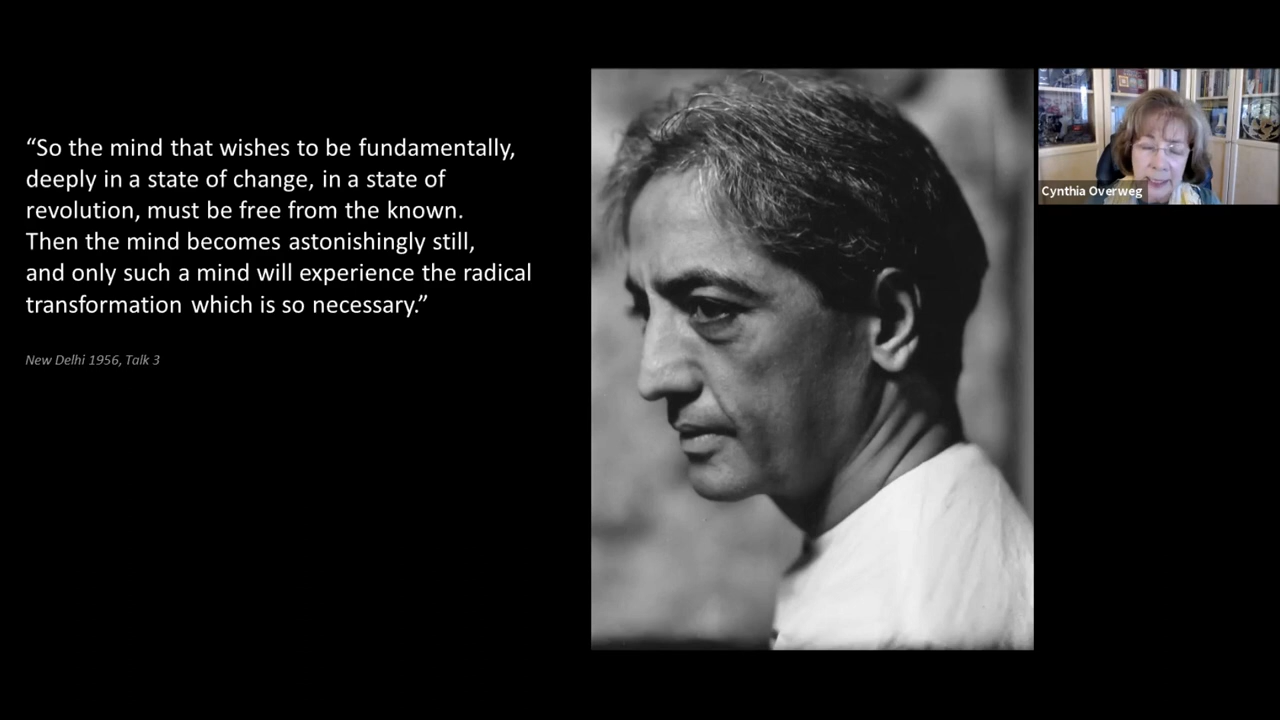 “So the mind that wishes to be fundamentally,
deeply in a state of change, in a state of
revolution, must be free from the known.
Then the mind becomes astonishingly still,
and only such a mind will experience the radical
transformation which is so necessary.”
New Delhi 1956, Talk 3
Cynthia Overweg